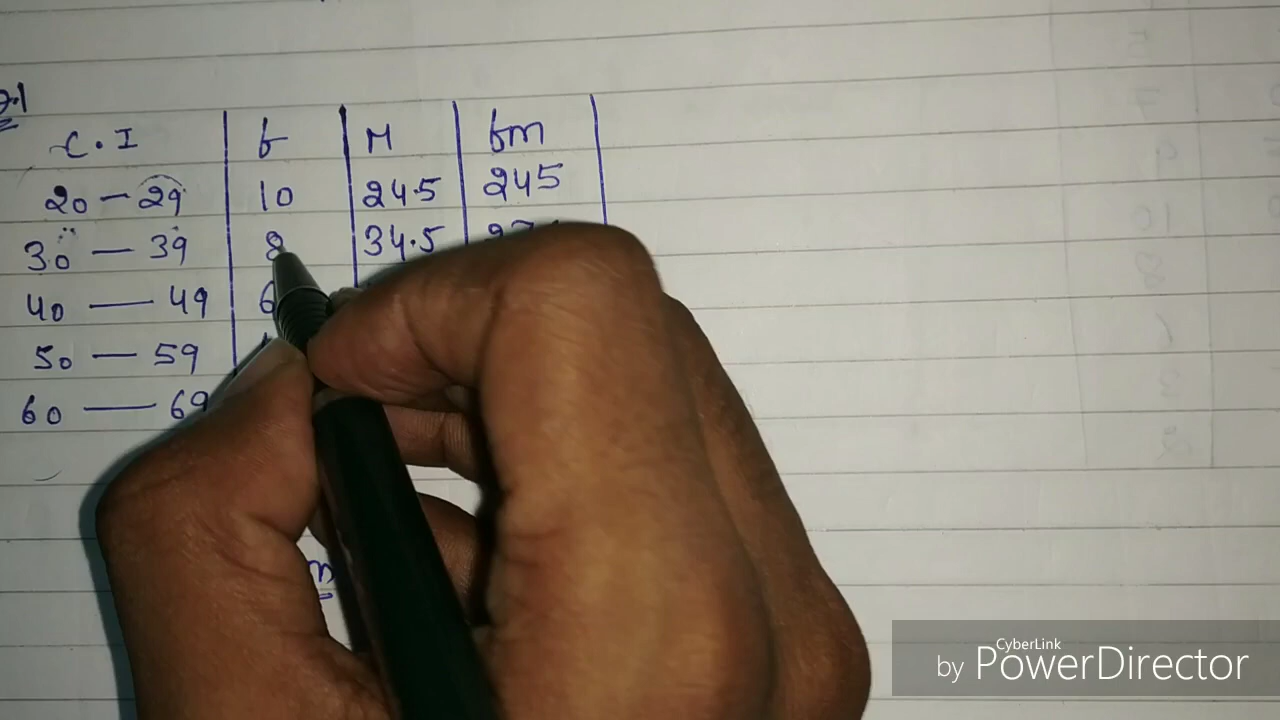 C.I f M fm
20 — 29 10 24.5 245
30 — 39 8 34.5
40 — 49 6
50 — 59
60 — 69
CyberLink
by PowerDirector